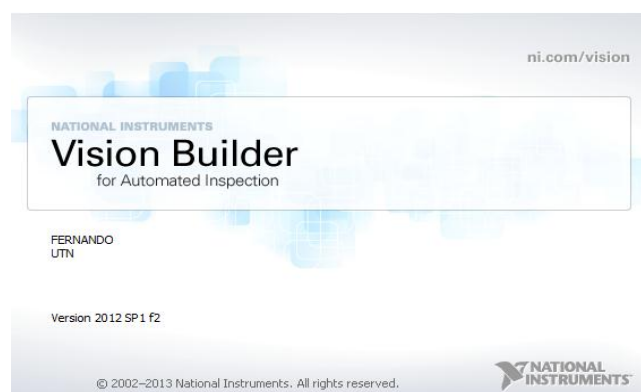 ni.com/vision
NATIONAL INSTRUMENTS
Vision Builder
for Automated Inspection
FERNANDO
UTN
Version 2012 SP1 f2
© 2002–2013 National Instruments. All rights reserved.
NATIONAL
INSTRUMENTS